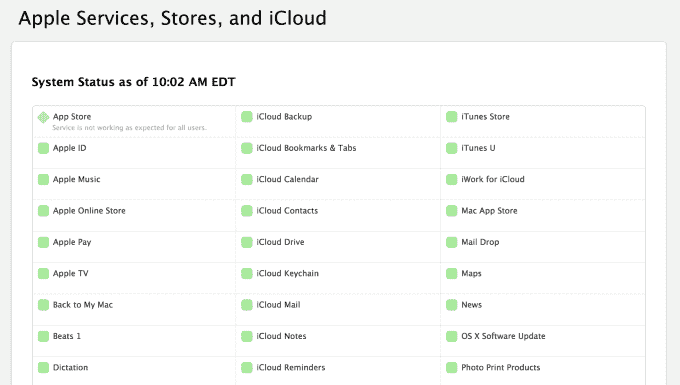 Apple Services, Stores, and iCloud
System Status as of 10:02 AM EDT
App Store
Service is not working as expected for all users.
iCloud Backup
iTunes Store
Apple ID
iCloud Bookmarks & Tabs
iTunes U
Apple Music
iCloud Calendar
iWork for iCloud
Apple Online Store
iCloud Contacts
Mac App Store
Apple Pay
iCloud Drive
Mail Drop
Apple TV
iCloud Keychain
Maps
Back to My Mac
iCloud Mail
News
Beats 1
iCloud Notes
OS X Software Update
Dictation
iCloud Reminders
Photo Print Products